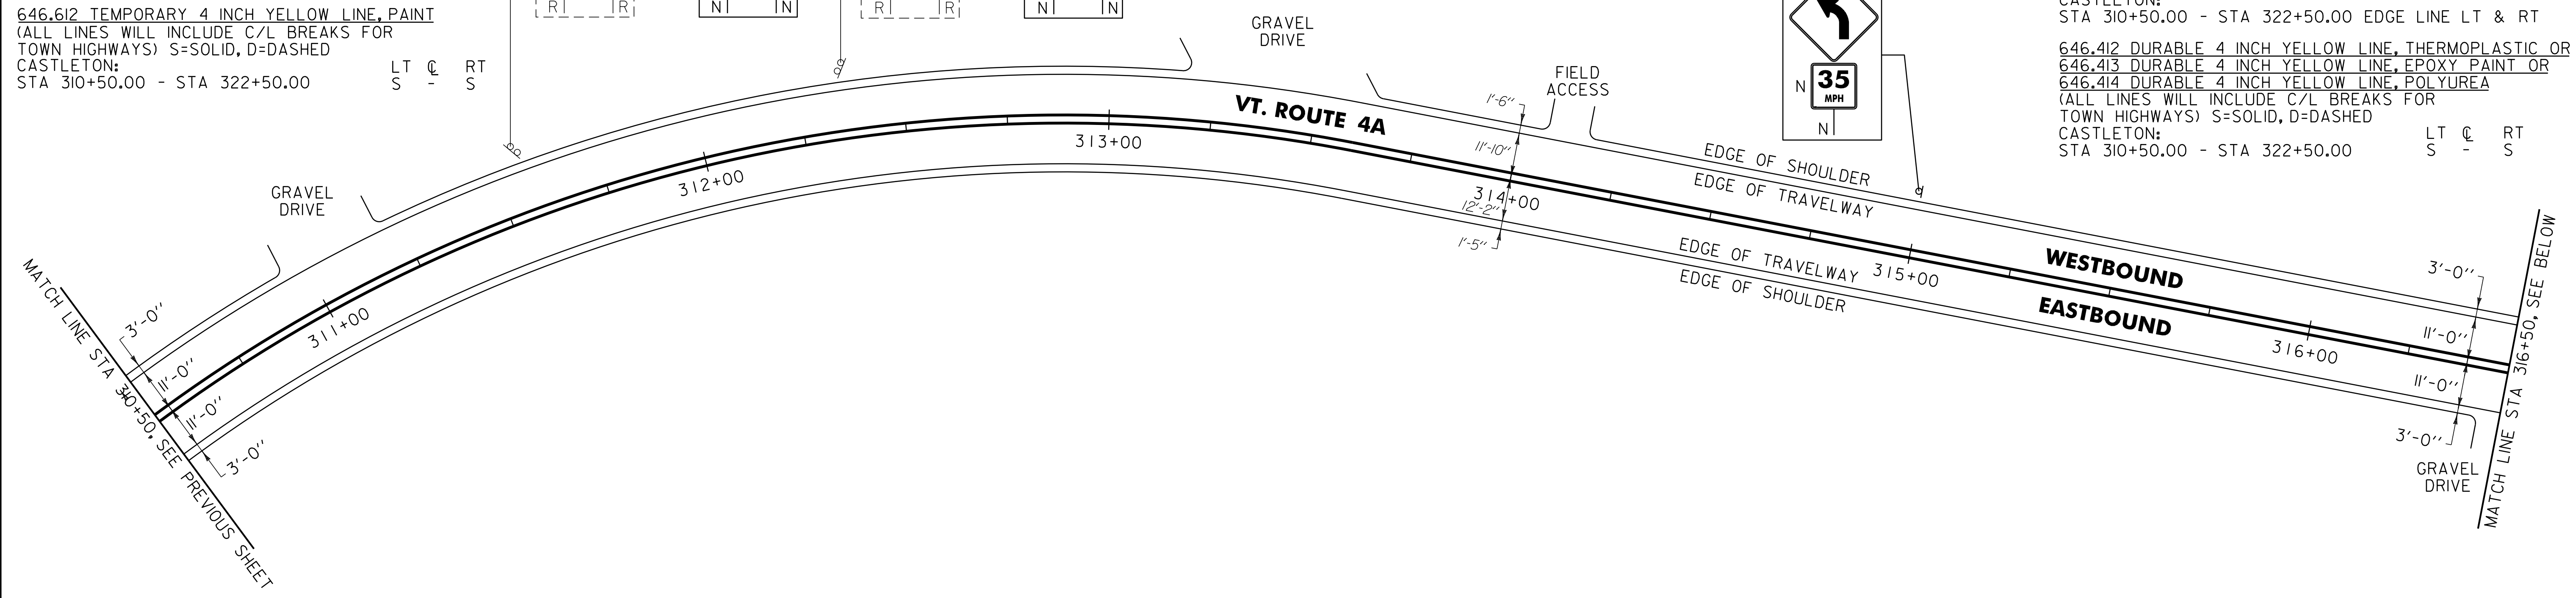 646.612 TEMPORARY 4 INCH YELLOW LINE, PAINT
(ALL LINES WILL INCLUDE C/L BREAKS FOR
TOWN HIGHWAYS) S=SOLID, D=DASHED
CASTLETON: LT ℄ RT
STA 310+50.00 - STA 322+50.00 S - S
R R
N N
R R
N N
GRAVEL
DRIVE
FIELD
ACCESS
N 35
MPH
N
CASTLETON:
STA 310+50.00 - STA 322+50.00 EDGE LINE LT & RT
646.412 DURABLE 4 INCH YELLOW LINE, THERMOPLASTIC OR
646.413 DURABLE 4 INCH YELLOW LINE, EPOXY PAINT OR
646.414 DURABLE 4 INCH YELLOW LINE, POLYUREA
(ALL LINES WILL INCLUDE C/L BREAKS FOR
TOWN HIGHWAYS) S=SOLID, D=DASHED
CASTLETON: LT ℄ RT
STA 310+50.00 - STA 322+50.00 S - S
GRAVEL
DRIVE
VT. ROUTE 4A
311+00
312+00
313+00
314+00
315+00
316+00
1'-6"
11'-10"
12'-2"
1'-5"
EDGE OF SHOULDER
EDGE OF TRAVELWAY
EDGE OF TRAVELWAY
EDGE OF SHOULDER
WESTBOUND
EASTBOUND
3'-0"
11'-0"
11'-0"
3'-0"
MATCH LINE STA 310+50, SEE PREVIOUS SHEET
3'-0"
11'-0"
11'-0"
3'-0"
GRAVEL
DRIVE
MATCH LINE STA 316+50, SEE BELOW